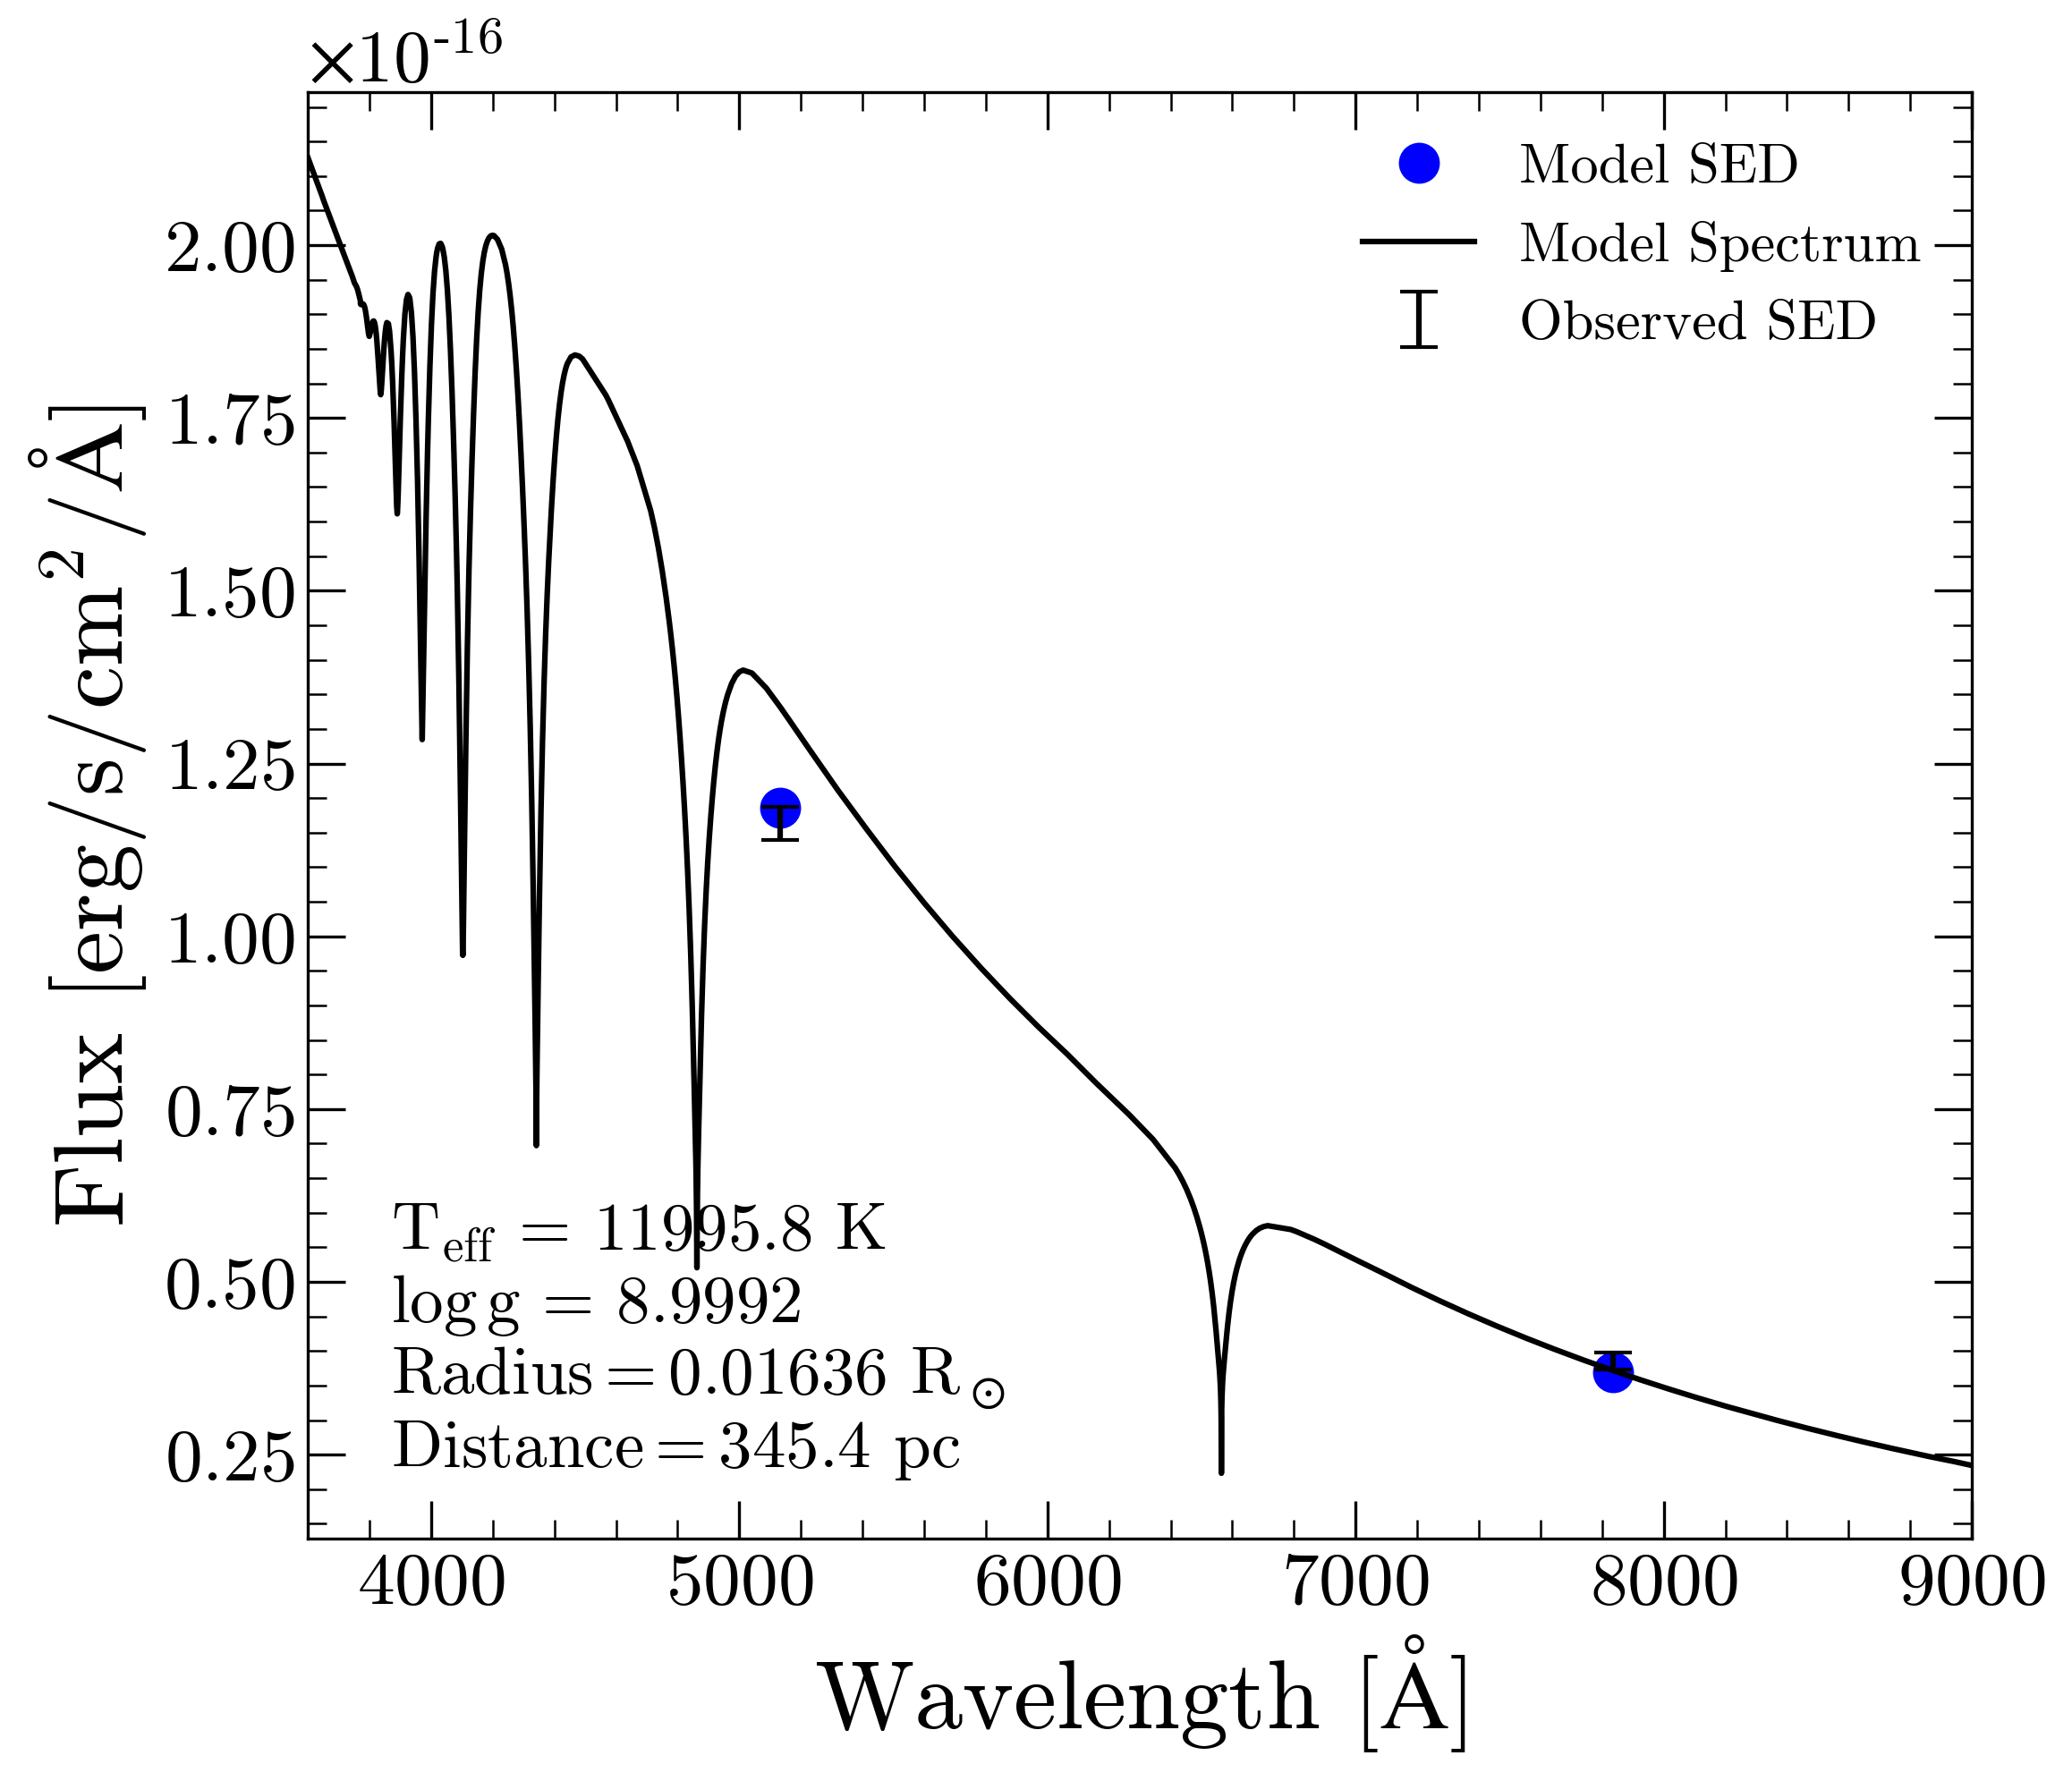 ×10-16
Flux [erg/s/cm2/Å]
2.00
1.75
1.50
1.25
1.00
0.75
0.50
0.25
Model SED
Model Spectrum
Observed SED
Teff = 11995.8 K
log g = 8.9992
Radius = 0.01636 R⊙
Distance = 345.4 pc
4000 5000 6000 7000 8000 9000
Wavelength [Å]